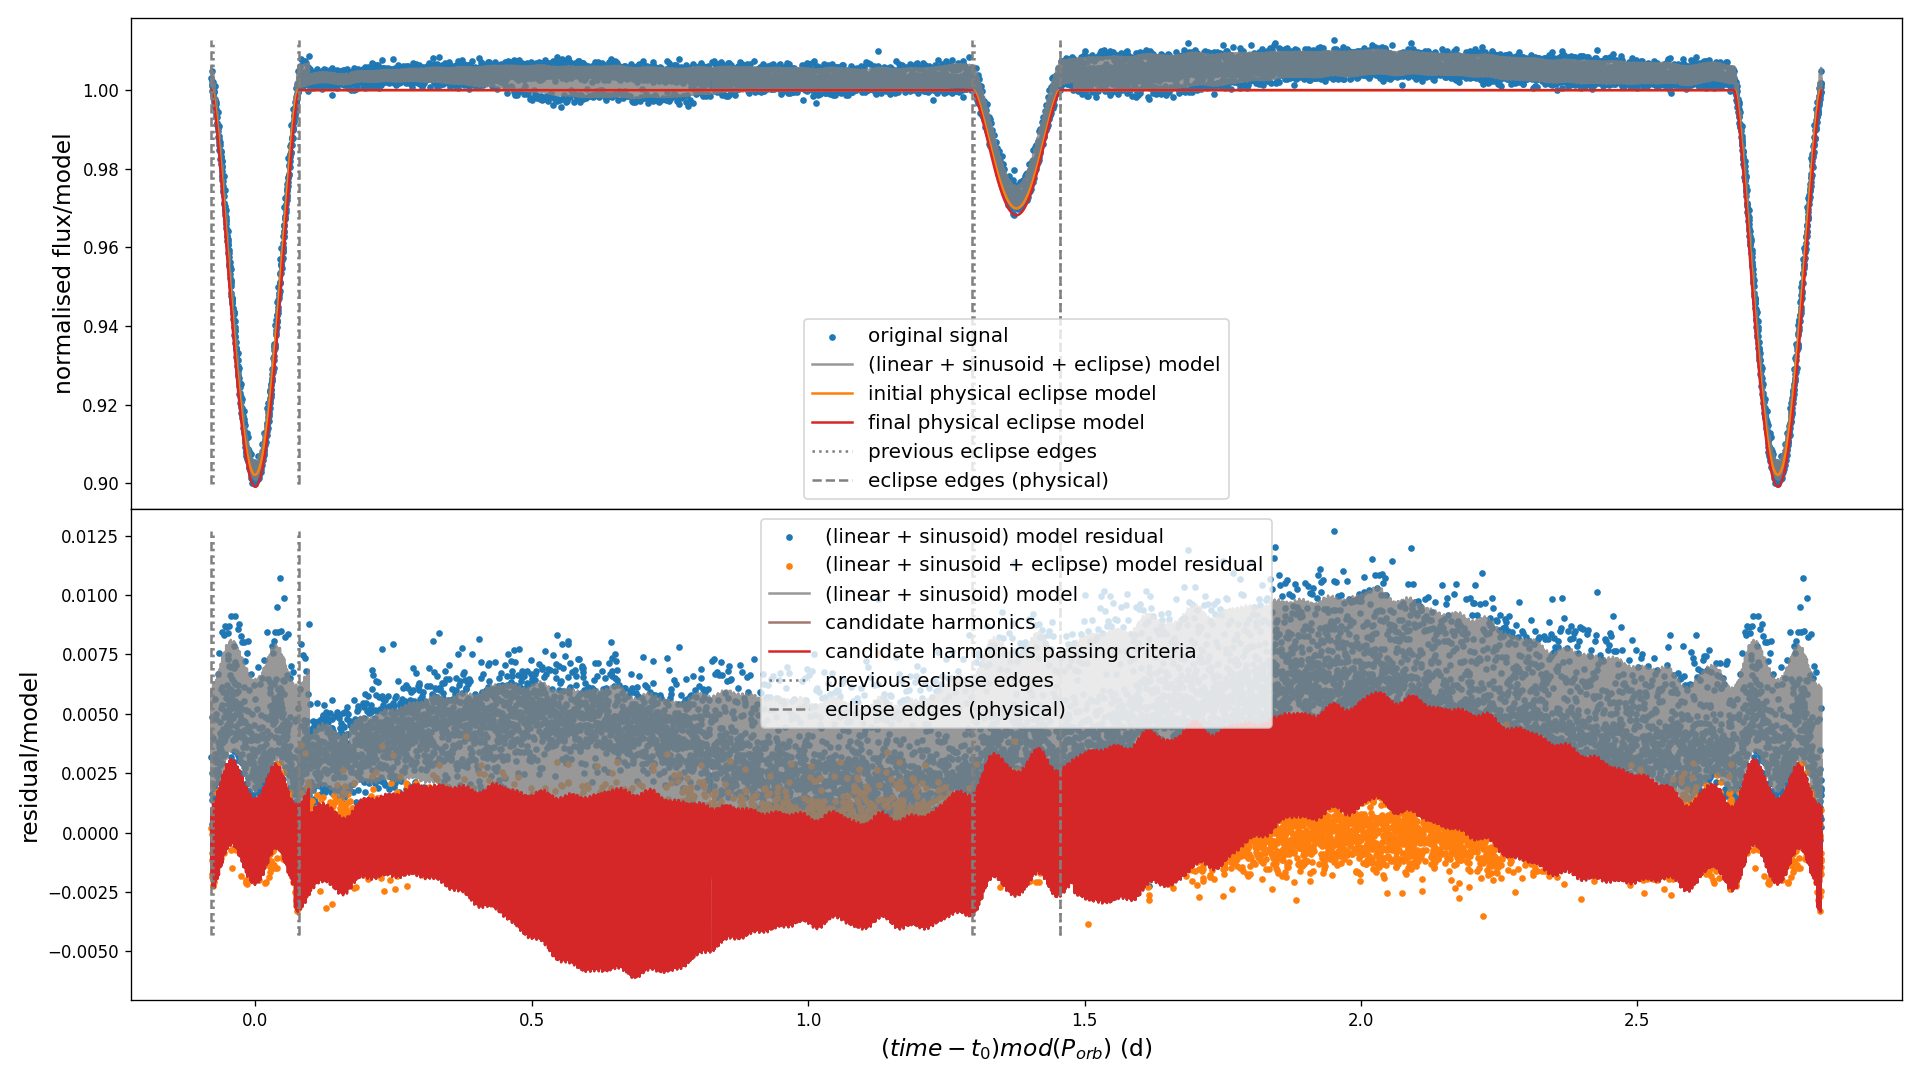 normalised flux/model
1.00
0.98
0.96
0.94
0.92
0.90
original signal
(linear + sinusoid + eclipse) model
initial physical eclipse model
final physical eclipse model
previous eclipse edges
eclipse edges (physical)
residual/model
0.0125
0.0100
0.0075
0.0050
0.0025
0.0000
−0.0025
−0.0050
(linear + sinusoid) model residual
(linear + sinusoid + eclipse) model residual
(linear + sinusoid) model
candidate harmonics
candidate harmonics passing criteria
previous eclipse edges
eclipse edges (physical)
0.0 0.5 1.0 1.5 2.0 2.5
(time − t₀)mod(Pₒᵣb) (d)